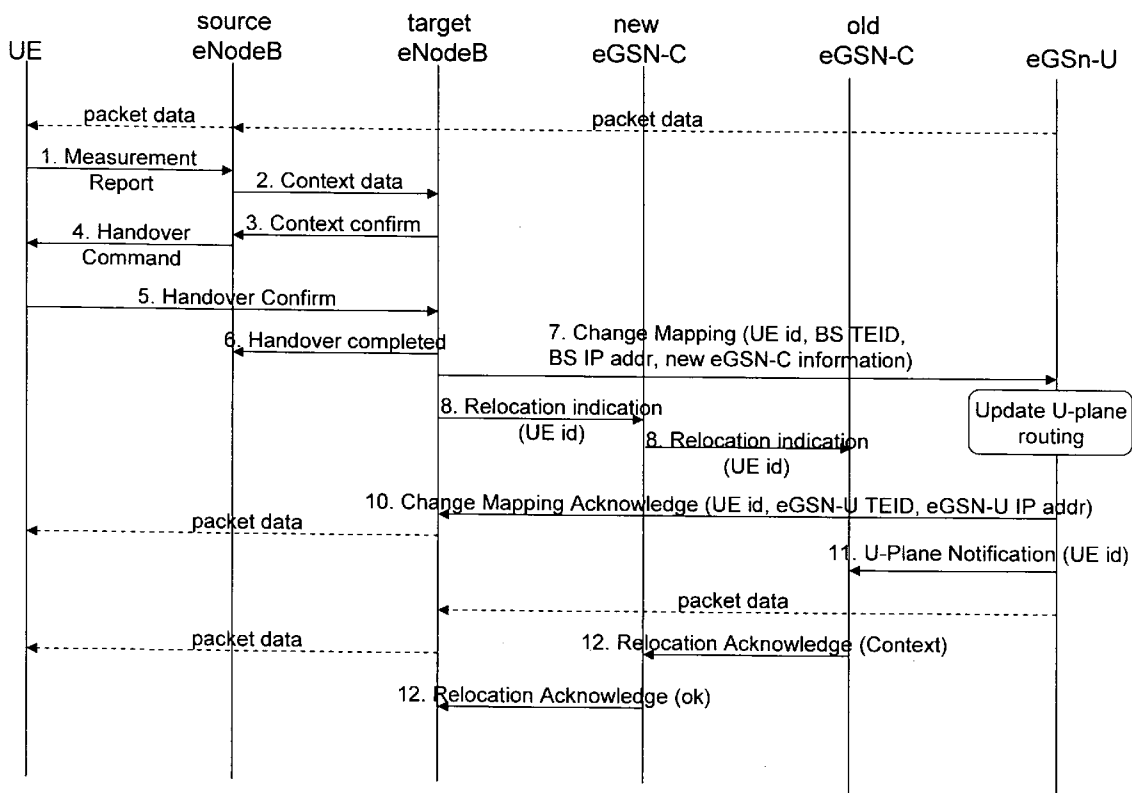 UE
source
eNodeB
target
eNodeB
new
eGSN-C
old
eGSN-C
eGSn-U
packet data
packet data
1. Measurement
Report
2. Context data
3. Context confirm
4. Handover
Command
5. Handover Confirm
6. Handover completed
7. Change Mapping (UE id, BS TEID,
BS IP addr, new eGSN-C information)
Update U-plane
routing
8. Relocation indication
(UE id)
8. Relocation indication
(UE id)
10. Change Mapping Acknowledge (UE id, eGSN-U TEID, eGSN-U IP addr)
packet data
11. U-Plane Notification (UE id)
packet data
packet data
12. Relocation Acknowledge (Context)
12. Relocation Acknowledge (ok)